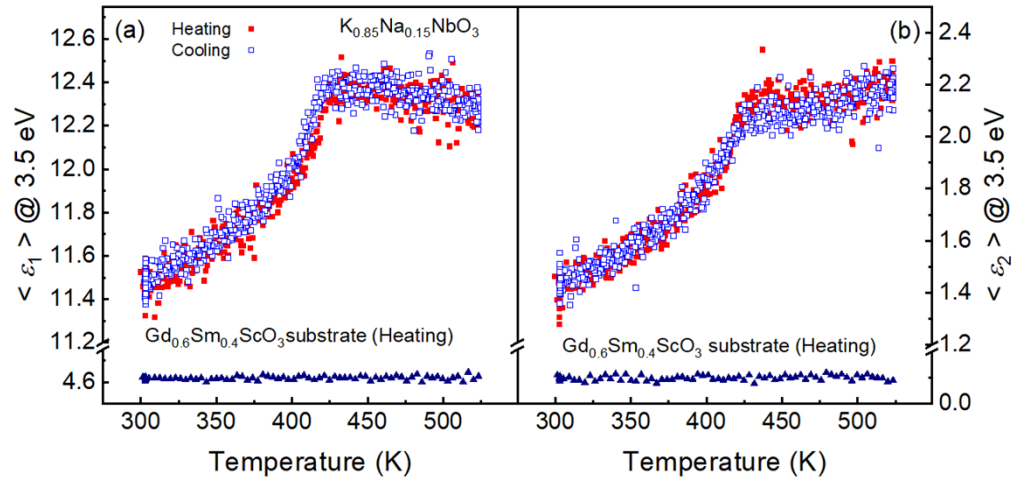 (a)
Heating
Cooling
K0.85Na0.15NbO3
(b)
12.6
12.4
12.2
12.0
11.8
11.6
11.4
11.2
4.6
< ε1 > @ 3.5 eV
Gd0.6Sm0.4ScO3 substrate (Heating)
300 350 400 450 500
Temperature (K)
Gd0.6Sm0.4ScO3 substrate (Heating)
300 350 400 450 500
Temperature (K)
2.4
2.2
2.0
1.8
1.6
1.4
1.2
0.0
< ε2 > @ 3.5 eV